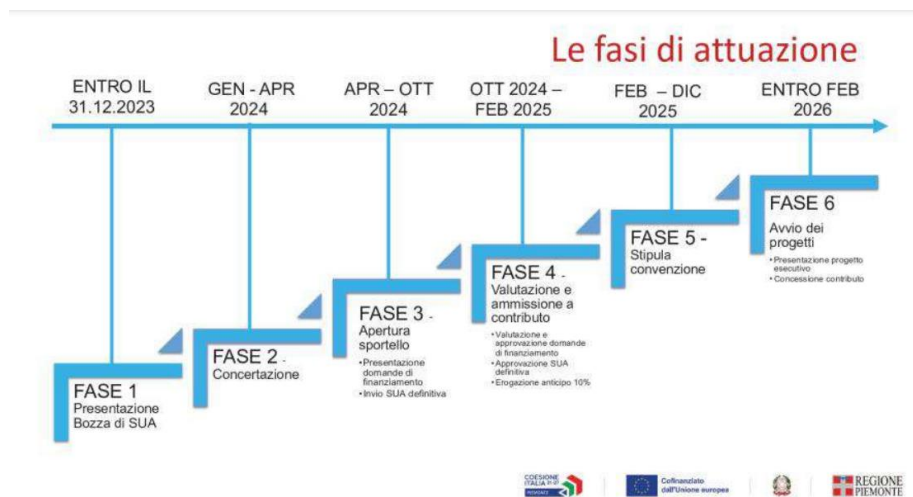 Le fasi di attuazione
ENTRO IL
31.12.2023
GEN - APR
2024
APR – OTT
2024
OTT 2024 –
FEB 2025
FEB – DIC
2025
ENTRO FEB
2026
FASE 1
Presentazione
Bozza di SUA
FASE 2 -
Concertazione
FASE 3 -
Apertura
sportello
•Presentazione
domande di
finanziamento
•Invio SUA definitiva
FASE 4 -
Valutazione e
ammissione a
contributo
•Valutazione e
approvazione domande
di finanziamento
•Approvazione SUA
definitiva
•Erogazione anticipo 10%
FASE 5 -
Stipula
convenzione
FASE 6
Avvio dei
progetti
•Presentazione progetto
esecutivo
•Concessione contributo
COESIONE
ITALIA 21-27
PIEMONTE
Cofinanziato
dall'Unione europea
REGIONE
PIEMONTE